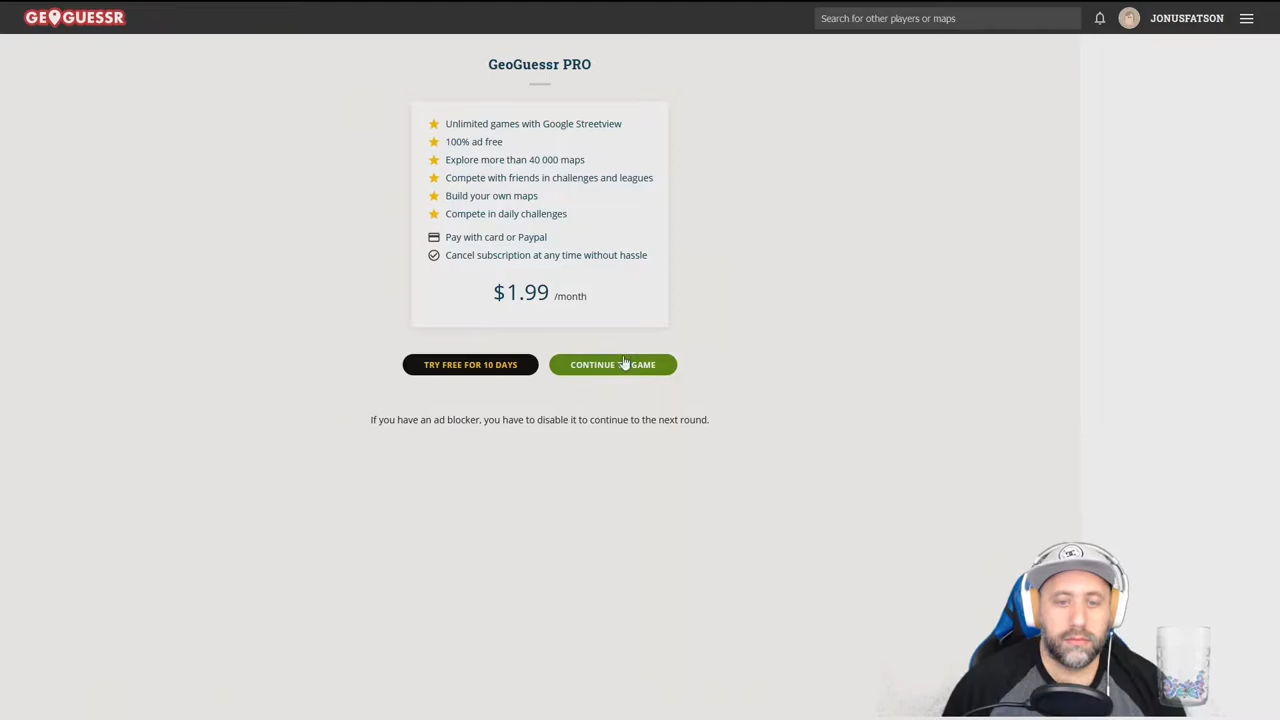 GEOGUESSR
Search for other players or maps
JONUSFATSON
GeoGuessr PRO
Unlimited games with Google Streetview
100% ad free
Explore more than 40 000 maps
Compete with friends in challenges and leagues
Build your own maps
Compete in daily challenges
Pay with card or Paypal
Cancel subscription at any time without hassle
$1.99 /month
TRY FREE FOR 10 DAYS
CONTINUE GAME
If you have an ad blocker, you have to disable it to continue to the next round.